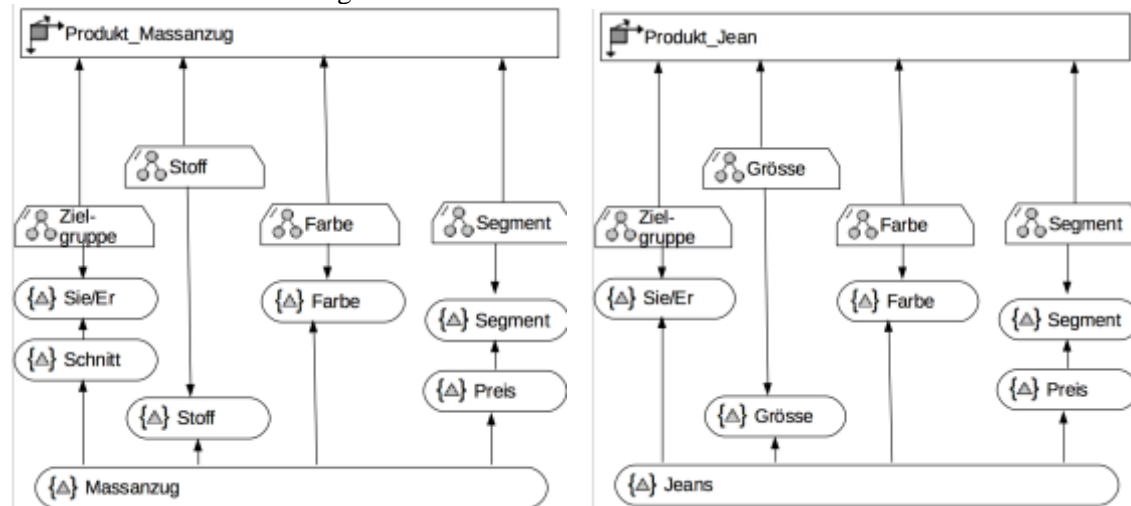 Produkt_Massanzug
Stoff
Ziel-
gruppe
Farbe
Segment
{△} Sie/Er
{△} Farbe
{△} Segment
{△} Schnitt
{△} Preis
{△} Stoff
{△} Massanzug
Produkt_Jean
Grösse
Ziel-
gruppe
Farbe
Segment
{△} Sie/Er
{△} Farbe
{△} Segment
{△} Preis
{△} Grösse
{△} Jeans